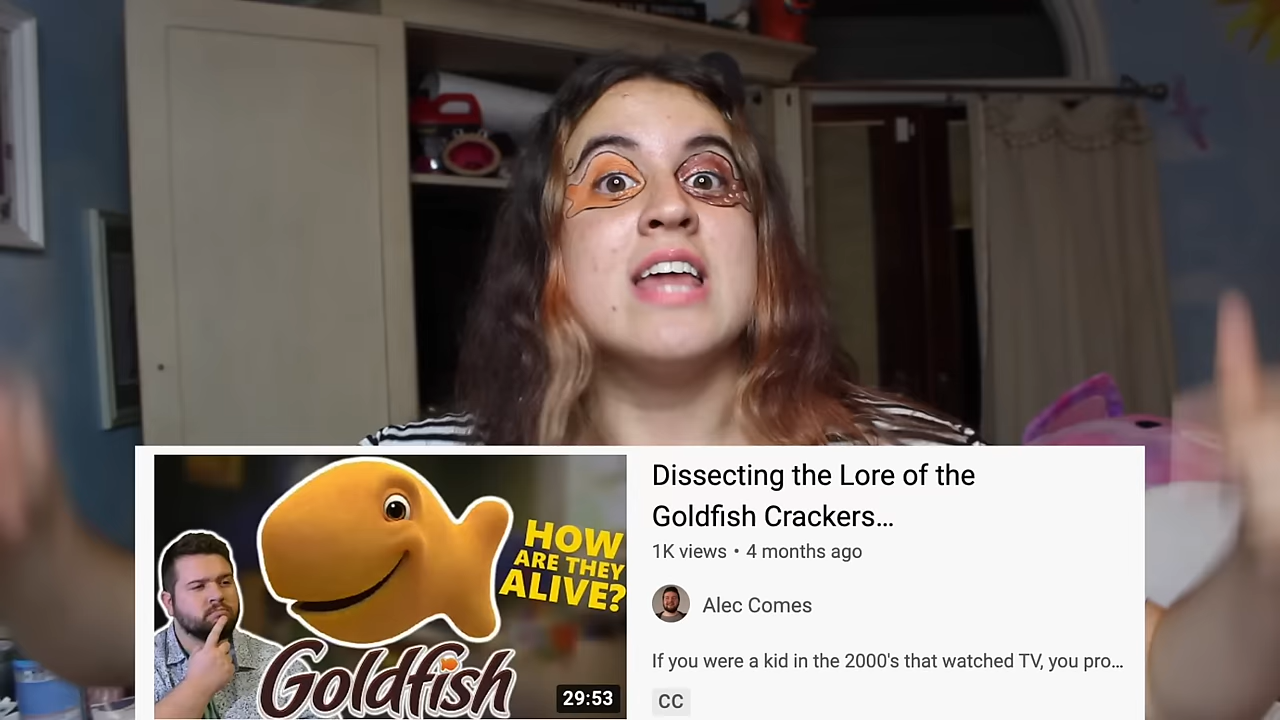 Dissecting the Lore of the
Goldfish Crackers...
1K views • 4 months ago
Alec Comes
If you were a kid in the 2000's that watched TV, you pro...
CC
HOW
ARE THEY
ALIVE?
Goldfish
29:53